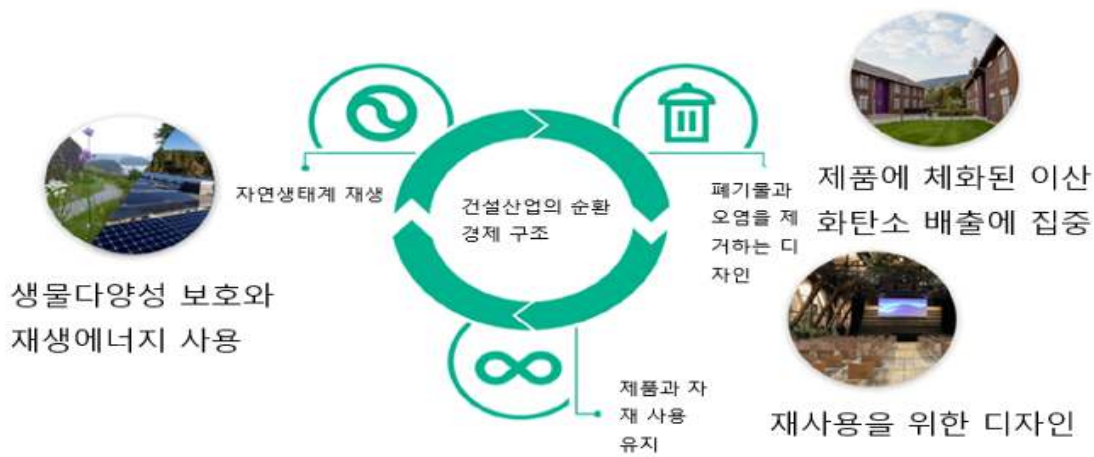 자연생태계 재생
건설산업의 순환
경제 구조
폐기물과
오염을 제
거하는 디
자인
제품에 체화된 이산
화탄소 배출에 집중
생물다양성 보호와
재생에너지 사용
제품과 자
재 사용
유지
재사용을 위한 디자인